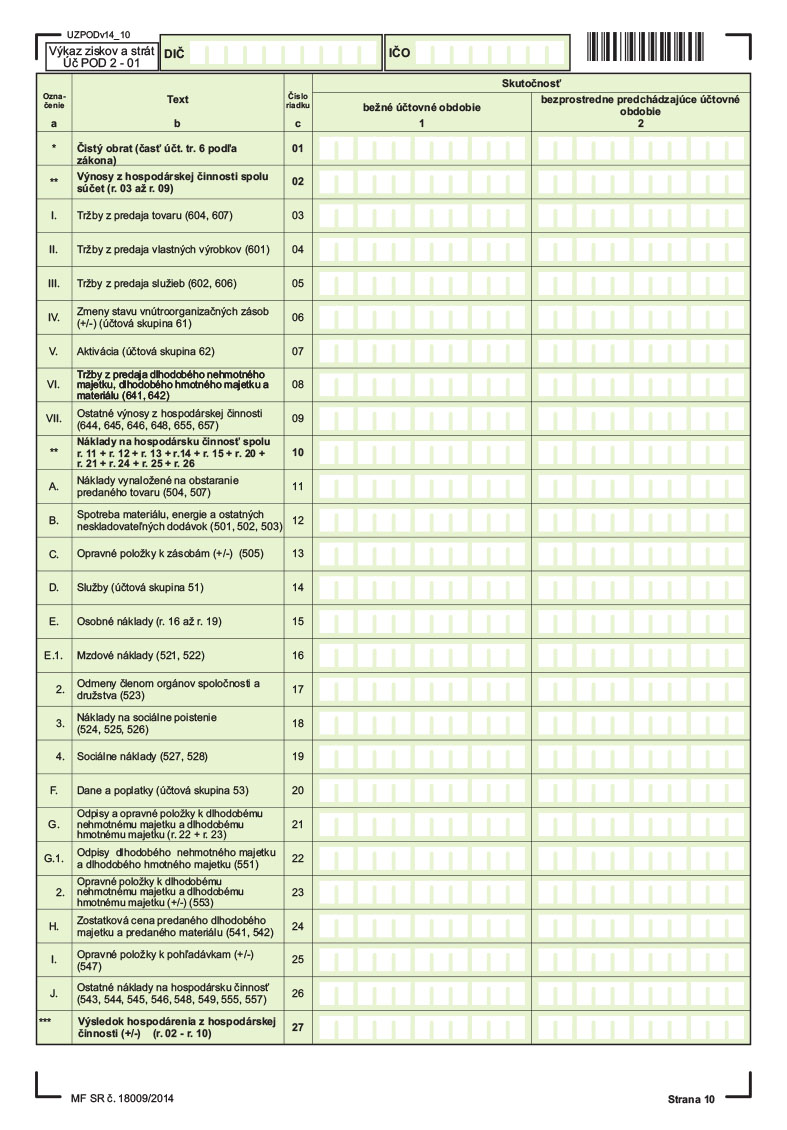 UZPODv14_10
Výkaz ziskov a strát
Úč POD 2 - 01
DIČ
IČO
Skutočnosť
Ozna-
čenie
Text
Číslo
riadku
bežné účtovné obdobie
bezprostredne predchádzajúce účtovné
obdobie
a
b
c
1
2
*
Čistý obrat (časť účt. tr. 6 podľa
zákona)
01
**
Výnosy z hospodárskej činnosti spolu
súčet (r. 03 až r. 09)
02
I.
Tržby z predaja tovaru (604, 607)
03
II.
Tržby z predaja vlastných výrobkov (601)
04
III.
Tržby z predaja služieb (602, 606)
05
IV.
Zmeny stavu vnútroorganizačných zásob
(+/-) (účtová skupina 61)
06
V.
Aktivácia (účtová skupina 62)
07
VI.
Tržby z predaja dlhodobého nehmotného
majetku, dlhodobého hmotného majetku a
materiálu (641, 642)
08
VII.
Ostatné výnosy z hospodárskej činnosti
(644, 645, 646, 648, 655, 657)
09
**
Náklady na hospodársku činnosť spolu
r. 11 + r. 12 + r. 13 + r.14 + r. 15 + r. 20 +
r. 21 + r. 24 + r. 25 + r. 26
10
A.
Náklady vynaložené na obstaranie
predaného tovaru (504, 507)
11
B.
Spotreba materiálu, energie a ostatných
neskladovateľných dodávok (501, 502, 503)
12
C.
Opravné položky k zásobám (+/-) (505)
13
D.
Služby (účtová skupina 51)
14
E.
Osobné náklady (r. 16 až r. 19)
15
E.1.
Mzdové náklady (521, 522)
16
2.
Odmeny členom orgánov spoločnosti a
družstva (523)
17
3.
Náklady na sociálne poistenie
(524, 525, 526)
18
4.
Sociálne náklady (527, 528)
19
F.
Dane a poplatky (účtová skupina 53)
20
G.
Odpisy a opravné položky k dlhodobému
nehmotnému majetku a dlhodobému
hmotnému majetku (r. 22 + r. 23)
21
G.1.
Odpisy dlhodobého nehmotného majetku
a dlhodobého hmotného majetku (551)
22
2.
Opravné položky k dlhodobému
nehmotnému majetku a dlhodobému
hmotnému majetku (+/-) (553)
23
H.
Zostatková cena predaného dlhodobého
majetku a predaného materiálu (541, 542)
24
I.
Opravné položky k pohľadávkam (+/-)
(547)
25
J.
Ostatné náklady na hospodársku činnosť
(543, 544, 545, 546, 548, 549, 555, 557)
26
***
Výsledok hospodárenia z hospodárskej
činnosti (+/-) (r. 02 - r. 10)
27
MF SR č. 18009/2014
Strana 10